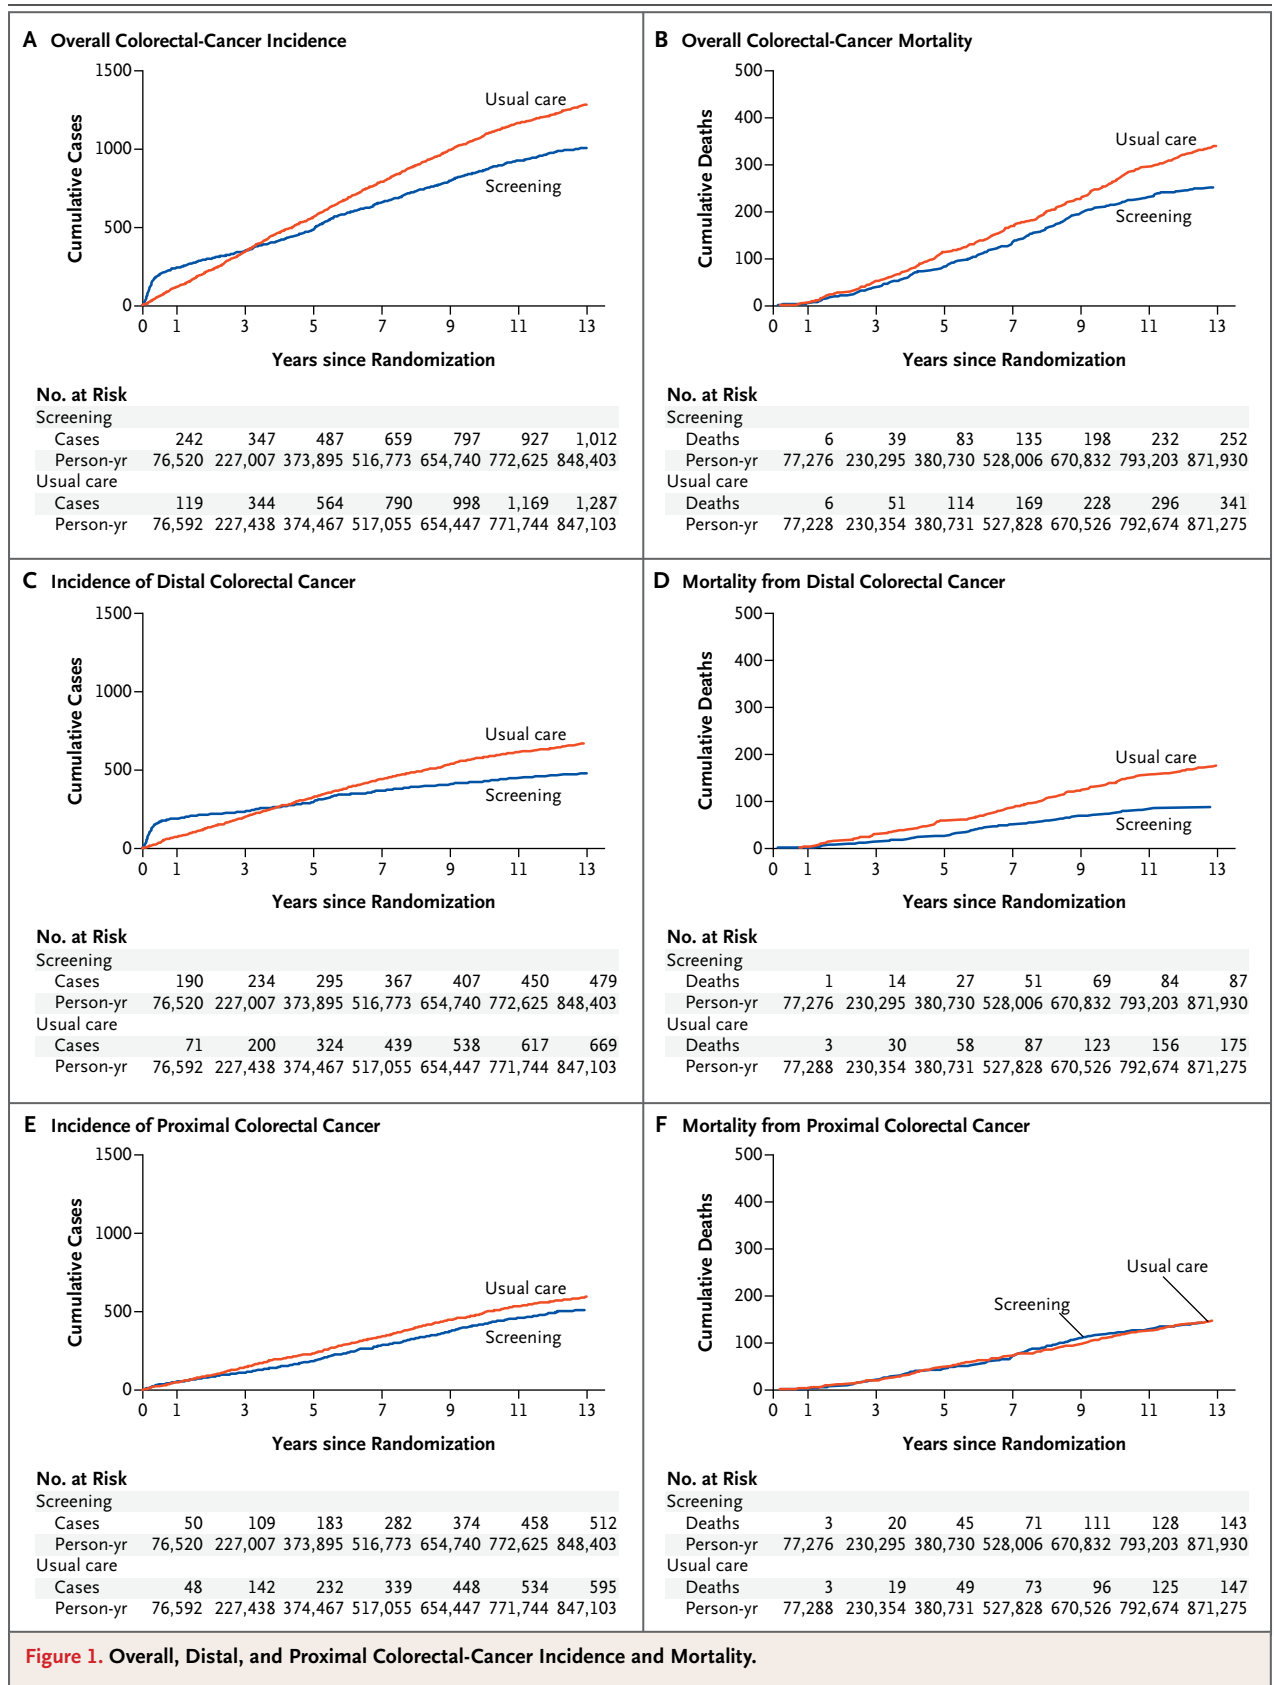 A Overall Colorectal-Cancer Incidence
1500
1000
500
0
Cumulative Cases
Usual care
Screening
0 1 3 5 7 9 11 13
Years since Randomization
No. at Risk
Screening
Cases 242 347 487 659 797 927 1,012
Person-yr 76,520 227,007 373,895 516,773 654,740 772,625 848,403
Usual care
Cases 119 344 564 790 998 1,169 1,287
Person-yr 76,592 227,438 374,467 517,055 654,447 771,744 847,103
B Overall Colorectal-Cancer Mortality
500
400
300
200
100
0
Cumulative Deaths
Usual care
Screening
0 1 3 5 7 9 11 13
Years since Randomization
No. at Risk
Screening
Deaths 6 39 83 135 198 232 252
Person-yr 77,276 230,295 380,730 528,006 670,832 793,203 871,930
Usual care
Deaths 6 51 114 169 228 296 341
Person-yr 77,228 230,354 380,731 527,828 670,526 792,674 871,275
C Incidence of Distal Colorectal Cancer
1500
1000
500
0
Cumulative Cases
Usual care
Screening
0 1 3 5 7 9 11 13
Years since Randomization
No. at Risk
Screening
Cases 190 234 295 367 407 450 479
Person-yr 76,520 227,007 373,895 516,773 654,740 772,625 848,403
Usual care
Cases 71 200 324 439 538 617 669
Person-yr 76,592 227,438 374,467 517,055 654,447 771,744 847,103
D Mortality from Distal Colorectal Cancer
500
400
300
200
100
0
Cumulative Deaths
Usual care
Screening
0 1 3 5 7 9 11 13
Years since Randomization
No. at Risk
Screening
Deaths 1 14 27 51 69 84 87
Person-yr 77,276 230,295 380,730 528,006 670,832 793,203 871,930
Usual care
Deaths 3 30 58 87 123 156 175
Person-yr 77,288 230,354 380,731 527,828 670,526 792,674 871,275
E Incidence of Proximal Colorectal Cancer
1500
1000
500
0
Cumulative Cases
Usual care
Screening
0 1 3 5 7 9 11 13
Years since Randomization
No. at Risk
Screening
Cases 50 109 183 282 374 458 512
Person-yr 76,520 227,007 373,895 516,773 654,740 772,625 848,403
Usual care
Cases 48 142 232 339 448 534 595
Person-yr 76,592 227,438 374,467 517,055 654,447 771,744 847,103
F Mortality from Proximal Colorectal Cancer
500
400
300
200
100
0
Cumulative Deaths
Usual care
Screening
0 1 3 5 7 9 11 13
Years since Randomization
No. at Risk
Screening
Deaths 3 20 45 71 111 128 143
Person-yr 77,276 230,295 380,730 528,006 670,832 793,203 871,930
Usual care
Deaths 3 19 49 73 96 125 147
Person-yr 77,288 230,354 380,731 527,828 670,526 792,674 871,275
Figure 1. Overall, Distal, and Proximal Colorectal-Cancer Incidence and Mortality.